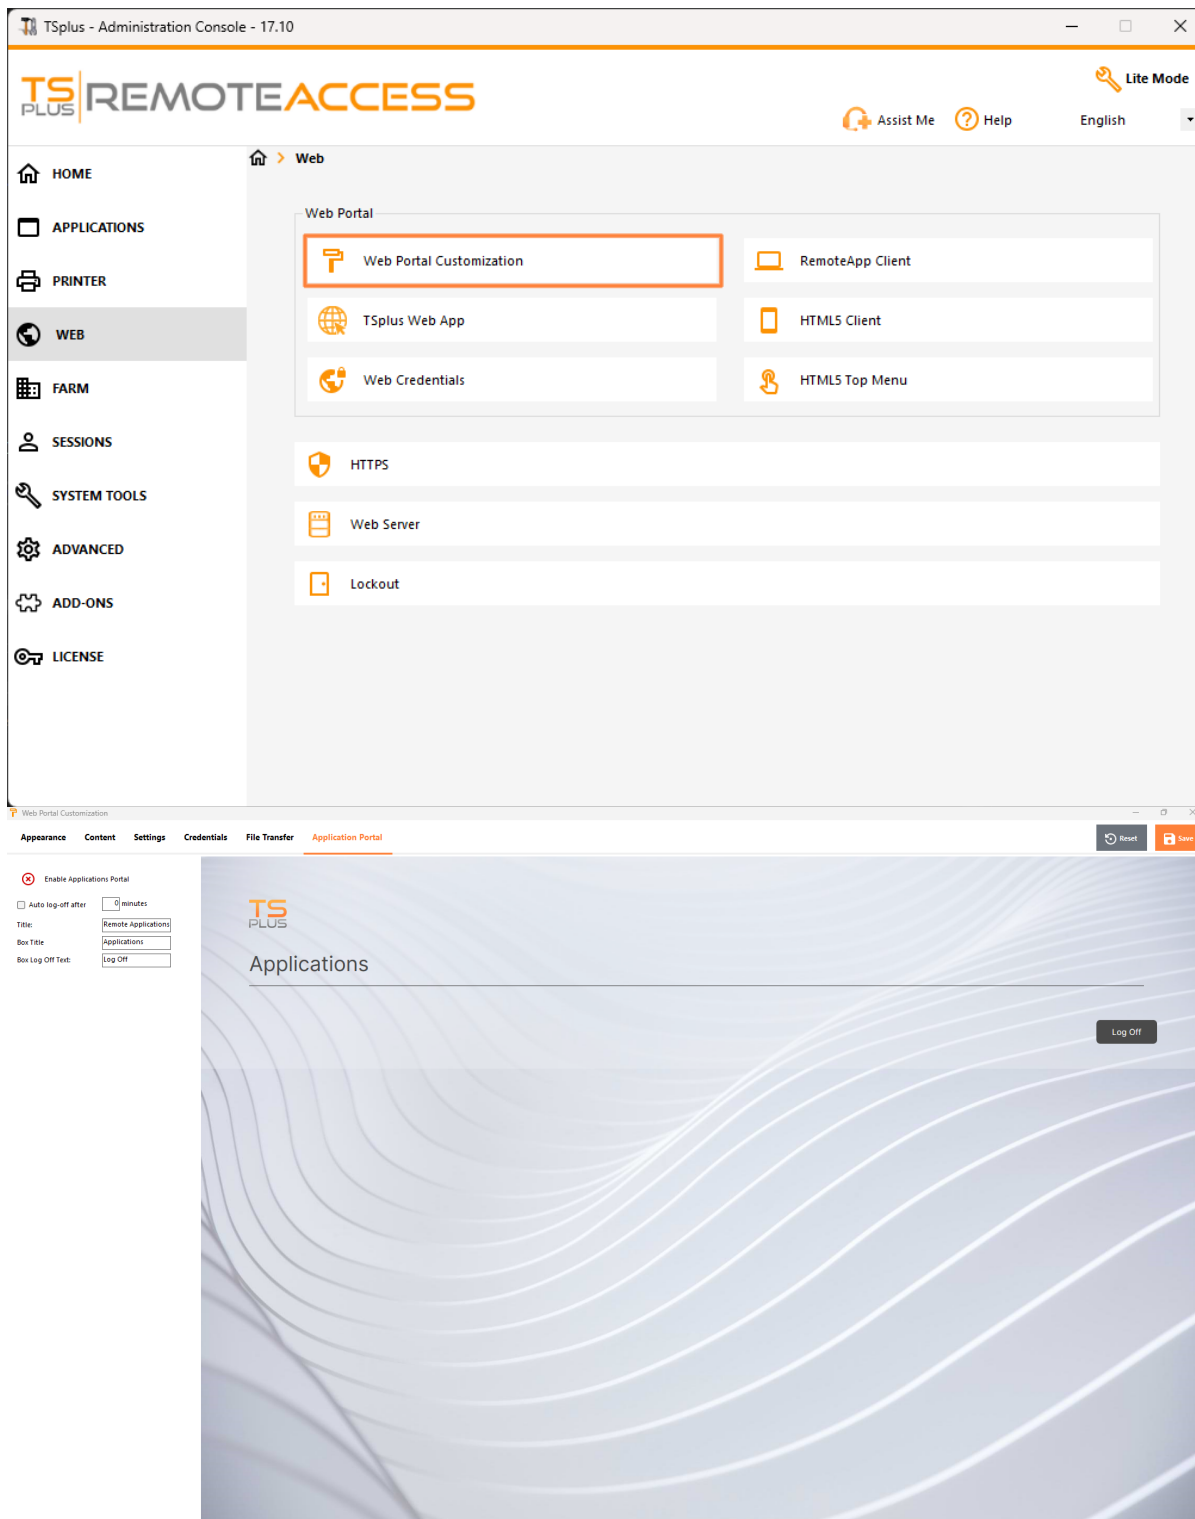 TSplus - Administration Console - 17.10
TS PLUS REMOTEACCESS
Lite Mode
Assist Me
Help
English
HOME
APPLICATIONS
PRINTER
WEB
FARM
SESSIONS
SYSTEM TOOLS
ADVANCED
ADD-ONS
LICENSE
> Web
Web Portal
Web Portal Customization
RemoteApp Client
TSplus Web App
HTML5 Client
Web Credentials
HTML5 Top Menu
HTTPS
Web Server
Lockout
Web Portal Customization
Appearance Content Settings Credentials File Transfer Application Portal
Reset
Save
Enable Applications Portal
Auto log-off after 0 minutes
Title: Remote Applications
Box Title Applications
Box Log Off Text: Log Off
TS
PLUS
Applications
Log Off